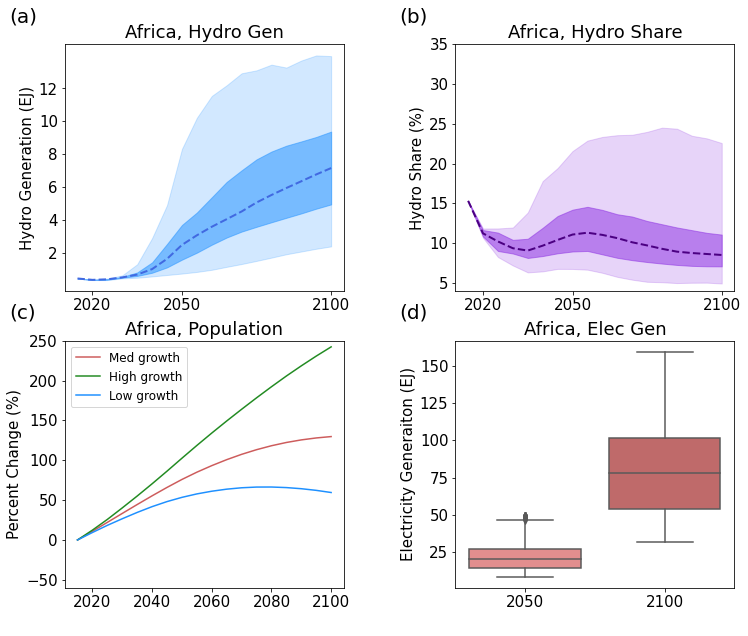 (a)
Africa, Hydro Gen
Hydro Generation (EJ)
12
10
8
6
4
2
2020 2050 2100
(b)
Africa, Hydro Share
Hydro Share (%)
35
30
25
20
15
10
5
2020 2050 2100
(c)
Africa, Population
Percent Change (%)
250
200
150
100
50
0
−50
Med growth
High growth
Low growth
2020 2040 2060 2080 2100
(d)
Africa, Elec Gen
Electricity Generaiton (EJ)
150
125
100
75
50
25
2050 2100